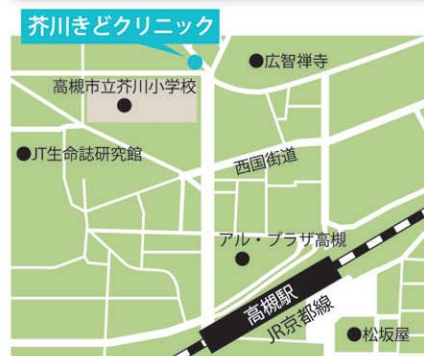 芥川きどクリニック
広智禅寺
高槻市立芥川小学校
JT生命誌研究館
西国街道
アル・プラザ高槻
高槻駅
JR京都線
松坂屋